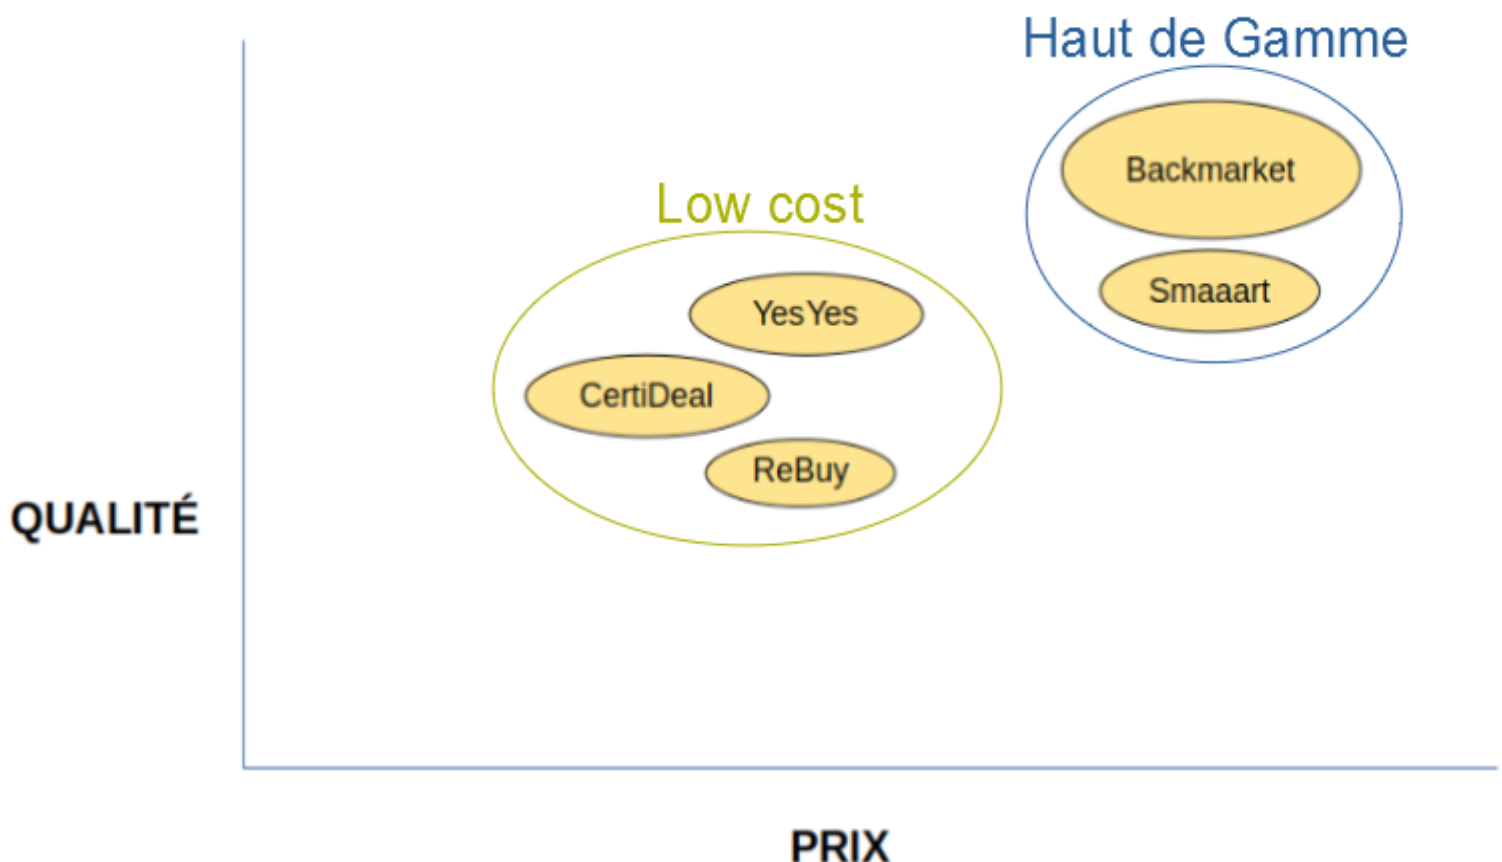 Haut de Gamme
Backmarket
Low cost
Smaaart
YesYes
CertiDeal
ReBuy
QUALITÉ
PRIX